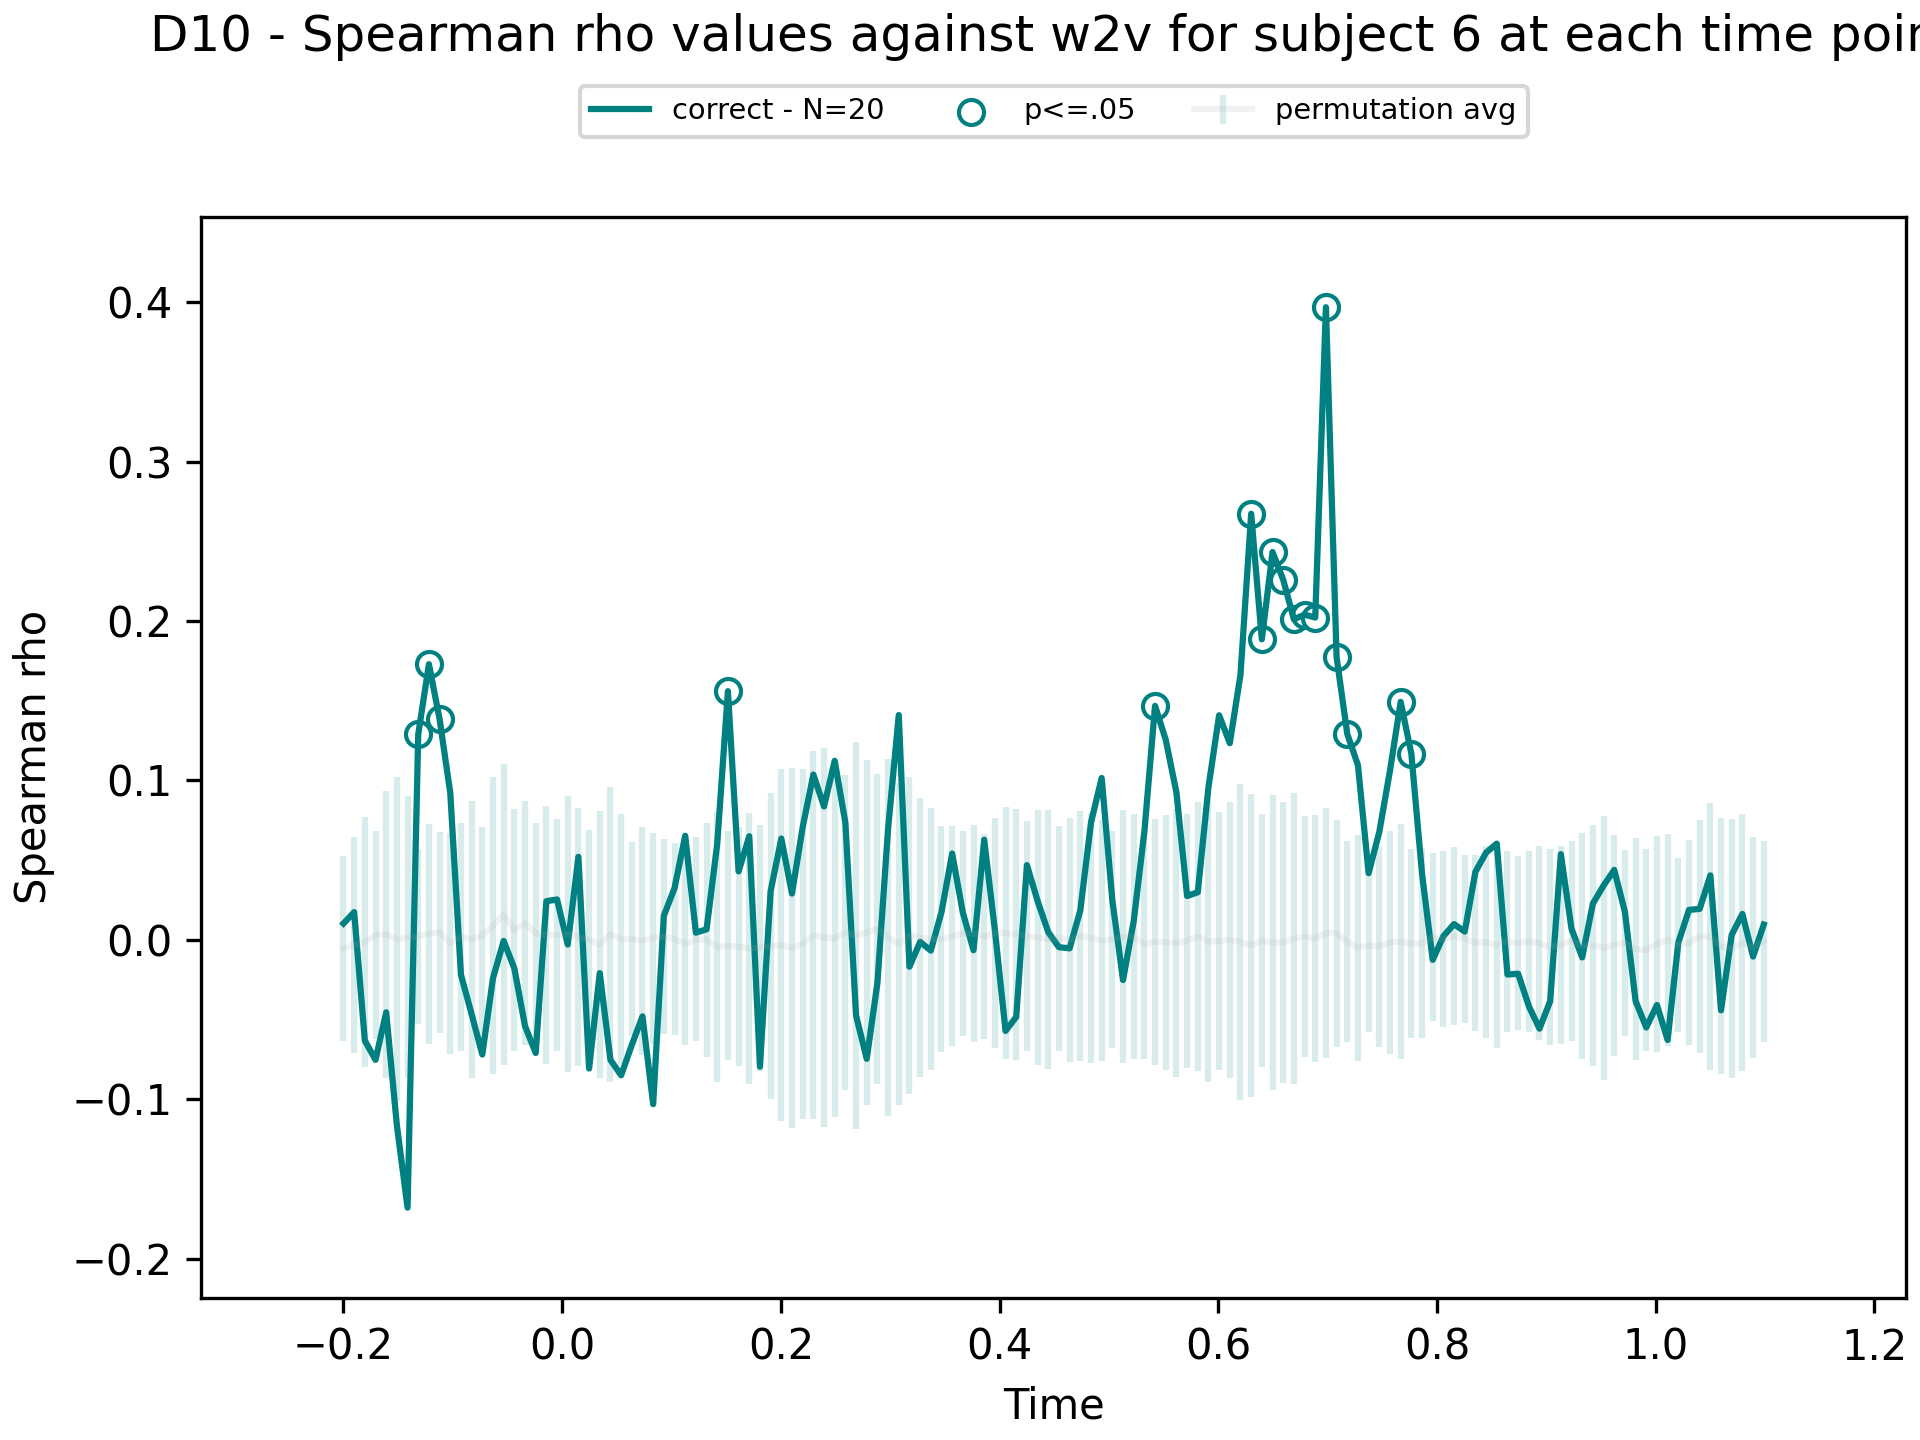 D10 - Spearman rho values against w2v for subject 6 at each time
correct - N=20 p<=.05 permutation avg
0.4
0.3
0.2
0.1
0.0
−0.1
−0.2
Spearman rho
−0.2 0.0 0.2 0.4 0.6 0.8 1.0 1.2
Time